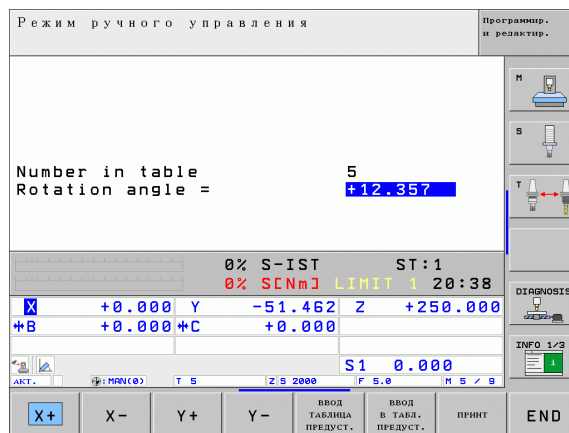 Режим ручного управления
Программир.
и редактир.
M
S
T
Number in table 5
Rotation angle = +12.357
0% S-IST ST:1
0% S[Nm] LIMIT 1 20:38
X +0.000 Y -51.462 Z +250.000
B +0.000 C +0.000
S1 0.000
АКТ. : MAN(0) T 5 Z S 2000 F 5.0 M 5 / 9
DIAGNOSIS
INFO 1/3
X+
X-
Y+
Y-
ВВОД
ТАБЛИЦА
ПРЕДУСТ.
ВВОД
В ТАБЛ.
ПРЕДУСТ.
ПРИНТ
END